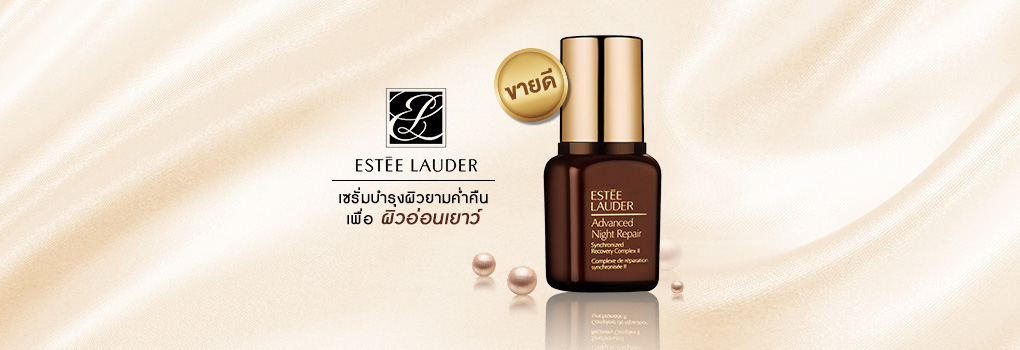 ESTĒE LAUDER
เซรั่มบำรุงผิวยามค่ำคืน
เพื่อ ผิวอ่อนเยาว์
ขายดี
ESTĒE
LAUDER
Advanced
Night Repair
Synchronized
Recovery Complex II
Complexe de réparation
synchronisée II